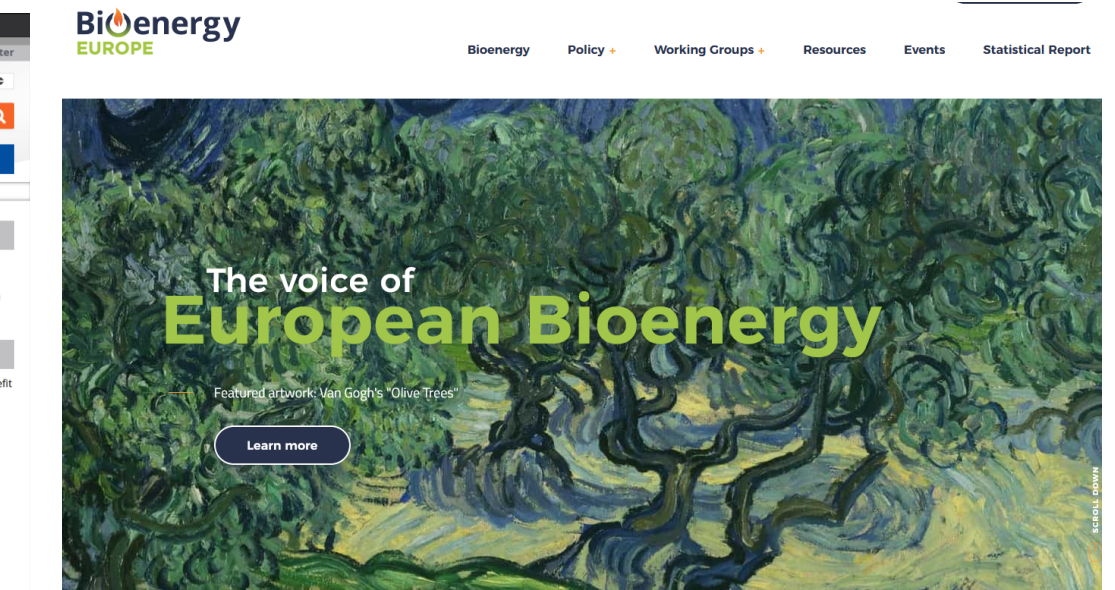 Bioenergy
EUROPE
Bioenergy
Policy +
Working Groups +
Resources
Events
Statistical Report
The voice of
European Bioenergy
Featured artwork: Van Gogh's "Olive Trees"
Learn more
SCROLL DOWN